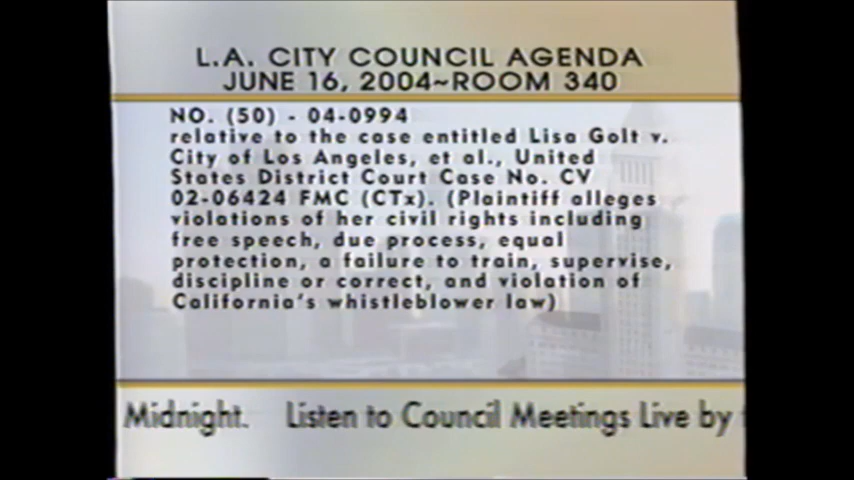 L.A. CITY COUNCIL AGENDA
JUNE 16, 2004~ROOM 340
NO. (50) - 04-0994
relative to the case entitled Lisa Golt v.
City of Los Angeles, et al., United
States District Court Case No. CV
02-06424 FMC (CTx). (Plaintiff alleges
violations of her civil rights including
free speech, due process, equal
protection, a failure to train, supervise,
discipline or correct, and violation of
California's whistleblower law)
Midnight. Listen to Council Meetings Live by